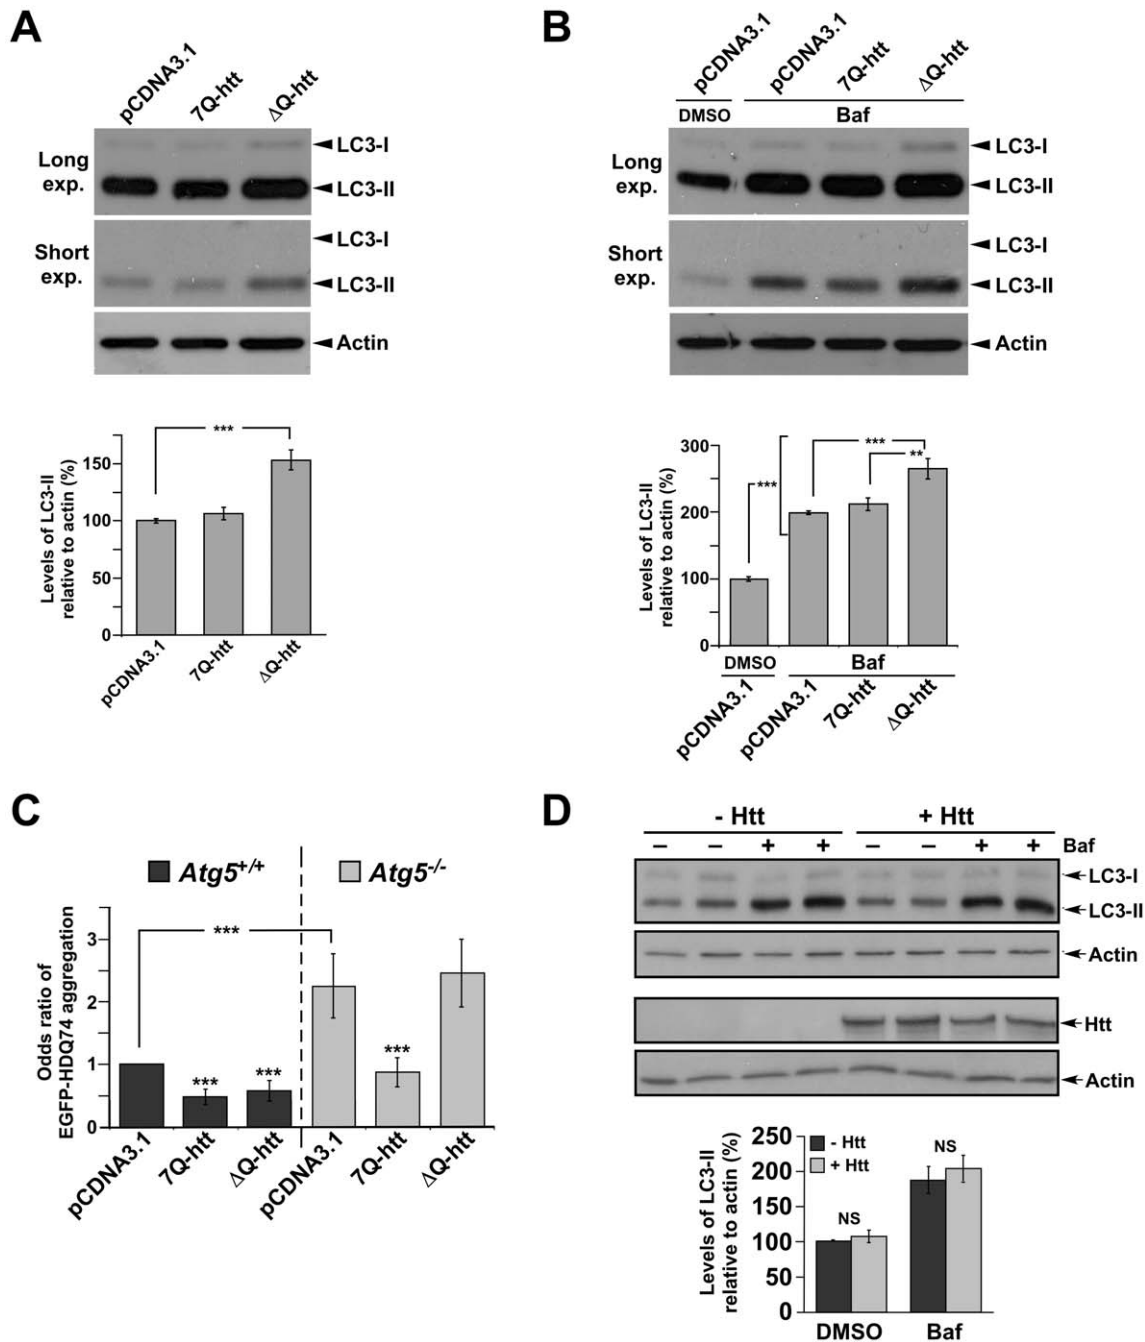 A
pCDNA3.1
7Q-htt
ΔQ-htt
Long exp.
LC3-I
LC3-II
Short exp.
LC3-I
LC3-II
Actin
Levels of LC3-II
relative to actin (%)
150
100
50
0
***
pCDNA3.1
7Q-htt
ΔQ-htt
B
pCDNA3.1
pCDNA3.1
7Q-htt
ΔQ-htt
DMSO
Baf
Long exp.
LC3-I
LC3-II
Short exp.
LC3-I
LC3-II
Actin
Levels of LC3-II
relative to actin (%)
300
200
100
0
***
***
**
DMSO
Baf
pCDNA3.1
pCDNA3.1
7Q-htt
ΔQ-htt
C
Atg5+/+
Atg5-/-
Odds ratio of
EGFP-HDQ74 aggregation
3
2
1
0
***
***
***
***
pCDNA3.1
7Q-htt
ΔQ-htt
pCDNA3.1
7Q-htt
ΔQ-htt
D
- Htt
+ Htt
– – + + – – + + Baf
LC3-I
LC3-II
Actin
Htt
Actin
Levels of LC3-II
relative to actin (%)
250
200
150
100
50
0
- Htt
+ Htt
NS
NS
DMSO
Baf